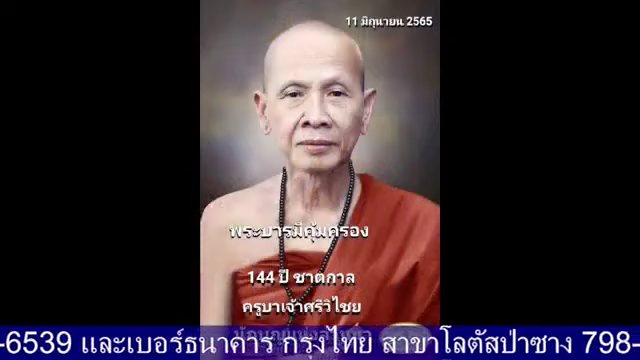 11 มิถุนายน 2565
พระบารมีคุ้มครอง
144 ปี ชาตกาล
ครูบาเจ้าศรีวิไชย
-6539 และเบอร์ธนาคาร กรุงไทย สาขาโลตัสป่าซาง 798-